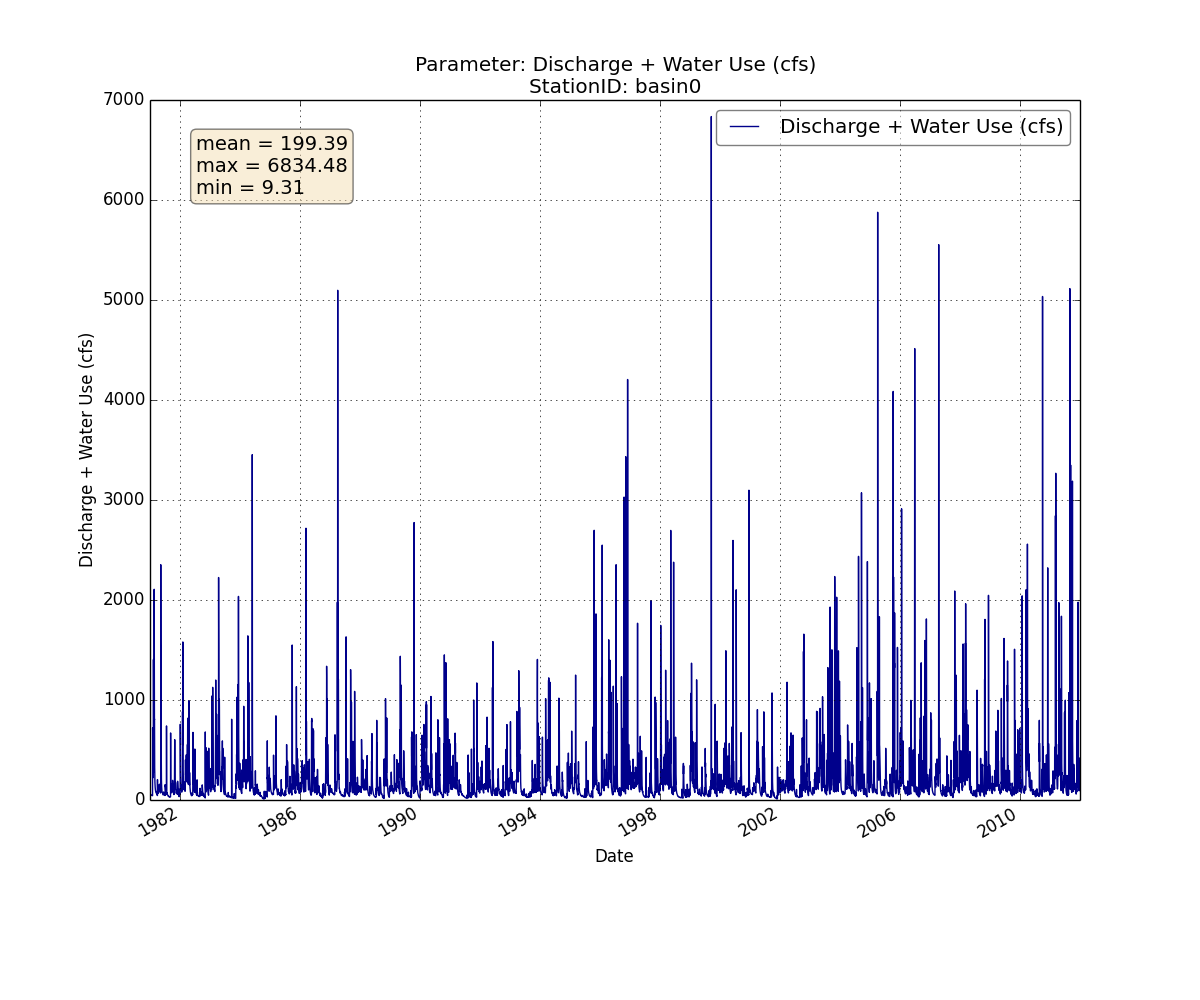 Parameter: Discharge + Water Use (cfs)
StationID: basin0
7000
6000
5000
4000
3000
2000
1000
0
mean = 199.39
max = 6834.48
min = 9.31
Discharge + Water Use (cfs)
Discharge + Water Use (cfs)
1982
1986
1990
1994
1998
2002
2006
2010
Date